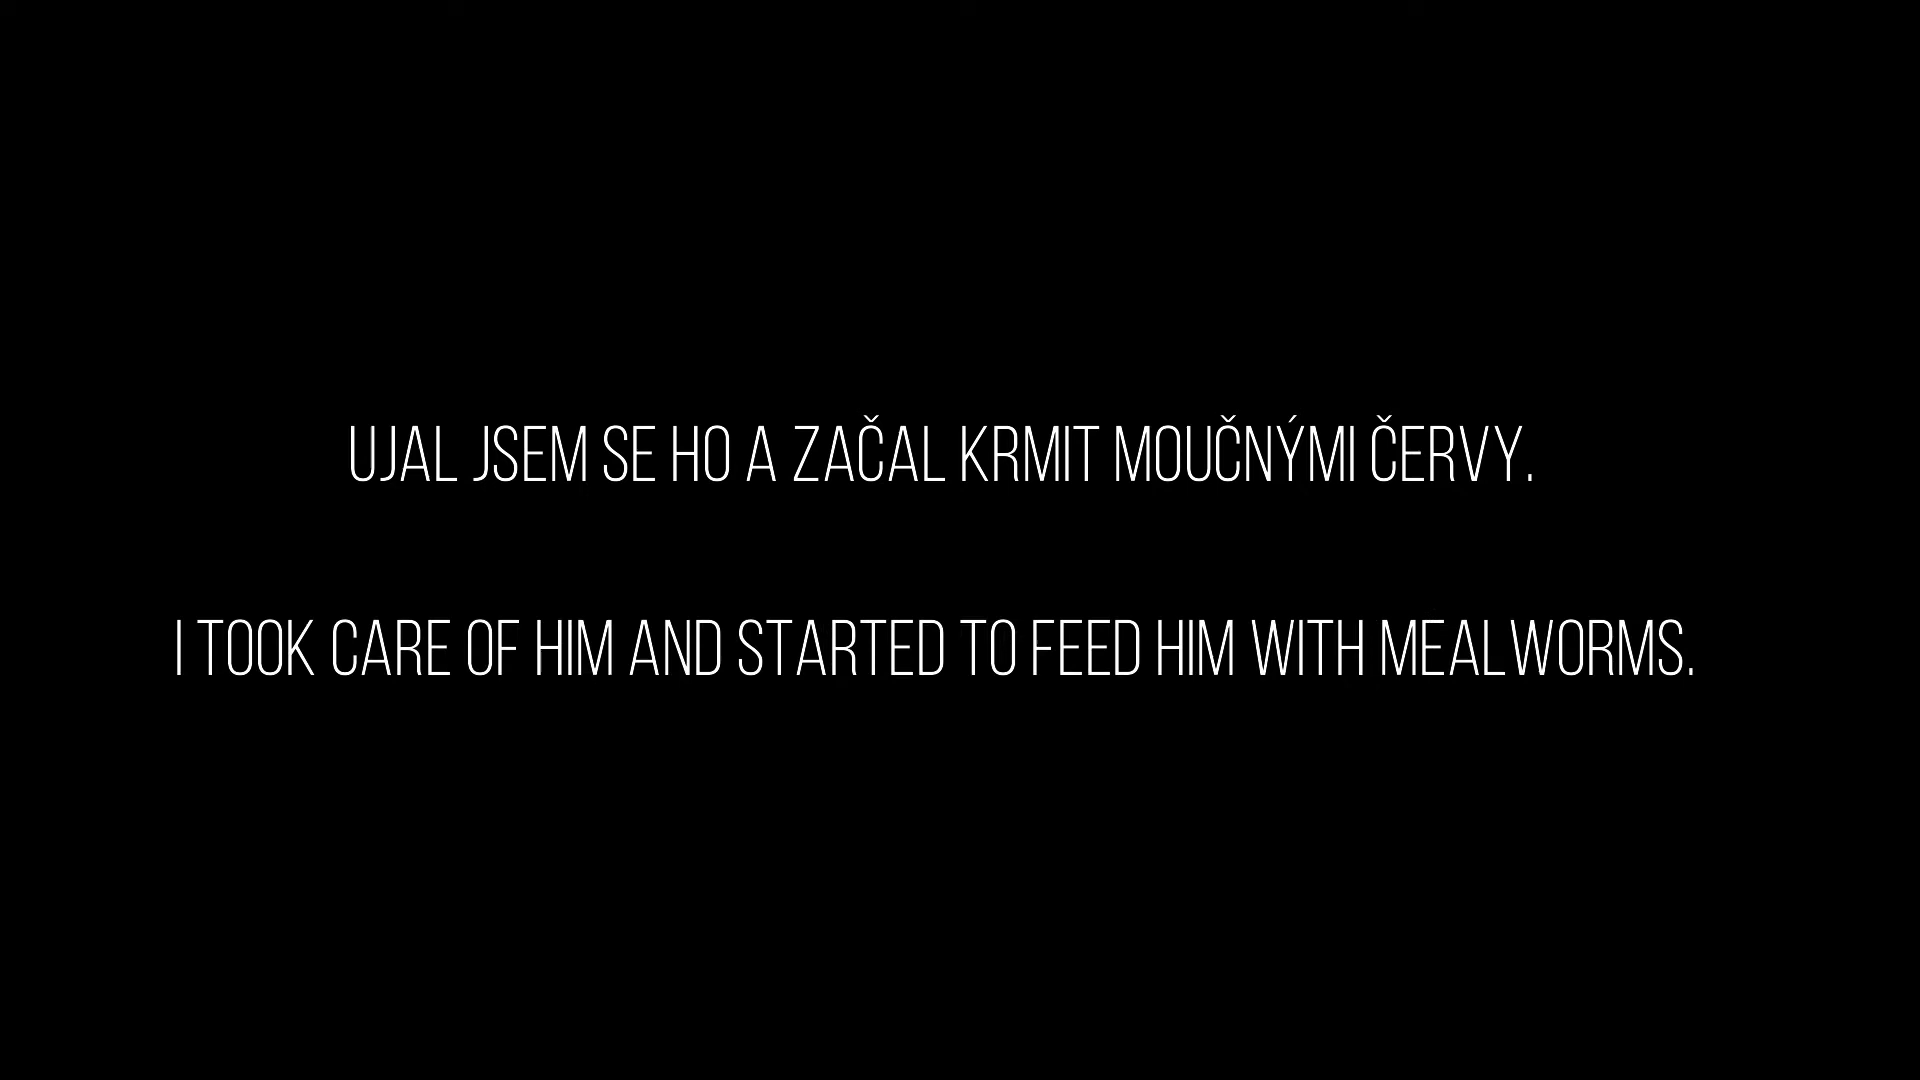 UJAL JSEM SE HO A ZAČAL KRMIT MOUČNÝMI ČERVY.
I TOOK CARE OF HIM AND STARTED TO FEED HIM WITH MEALWORMS.